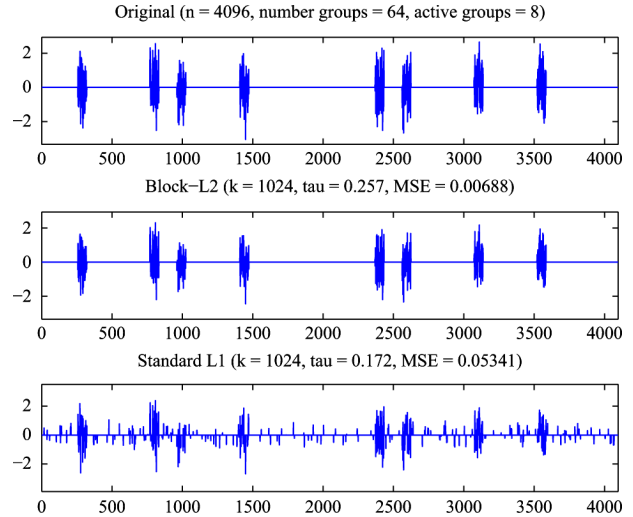 Original (n = 4096, number groups = 64, active groups = 8)
2
0
−2
0 500 1000 1500 2000 2500 3000 3500 4000
Block−L2 (k = 1024, tau = 0.257, MSE = 0.00688)
2
0
−2
0 500 1000 1500 2000 2500 3000 3500 4000
Standard L1 (k = 1024, tau = 0.172, MSE = 0.05341)
2
0
−2
0 500 1000 1500 2000 2500 3000 3500 4000